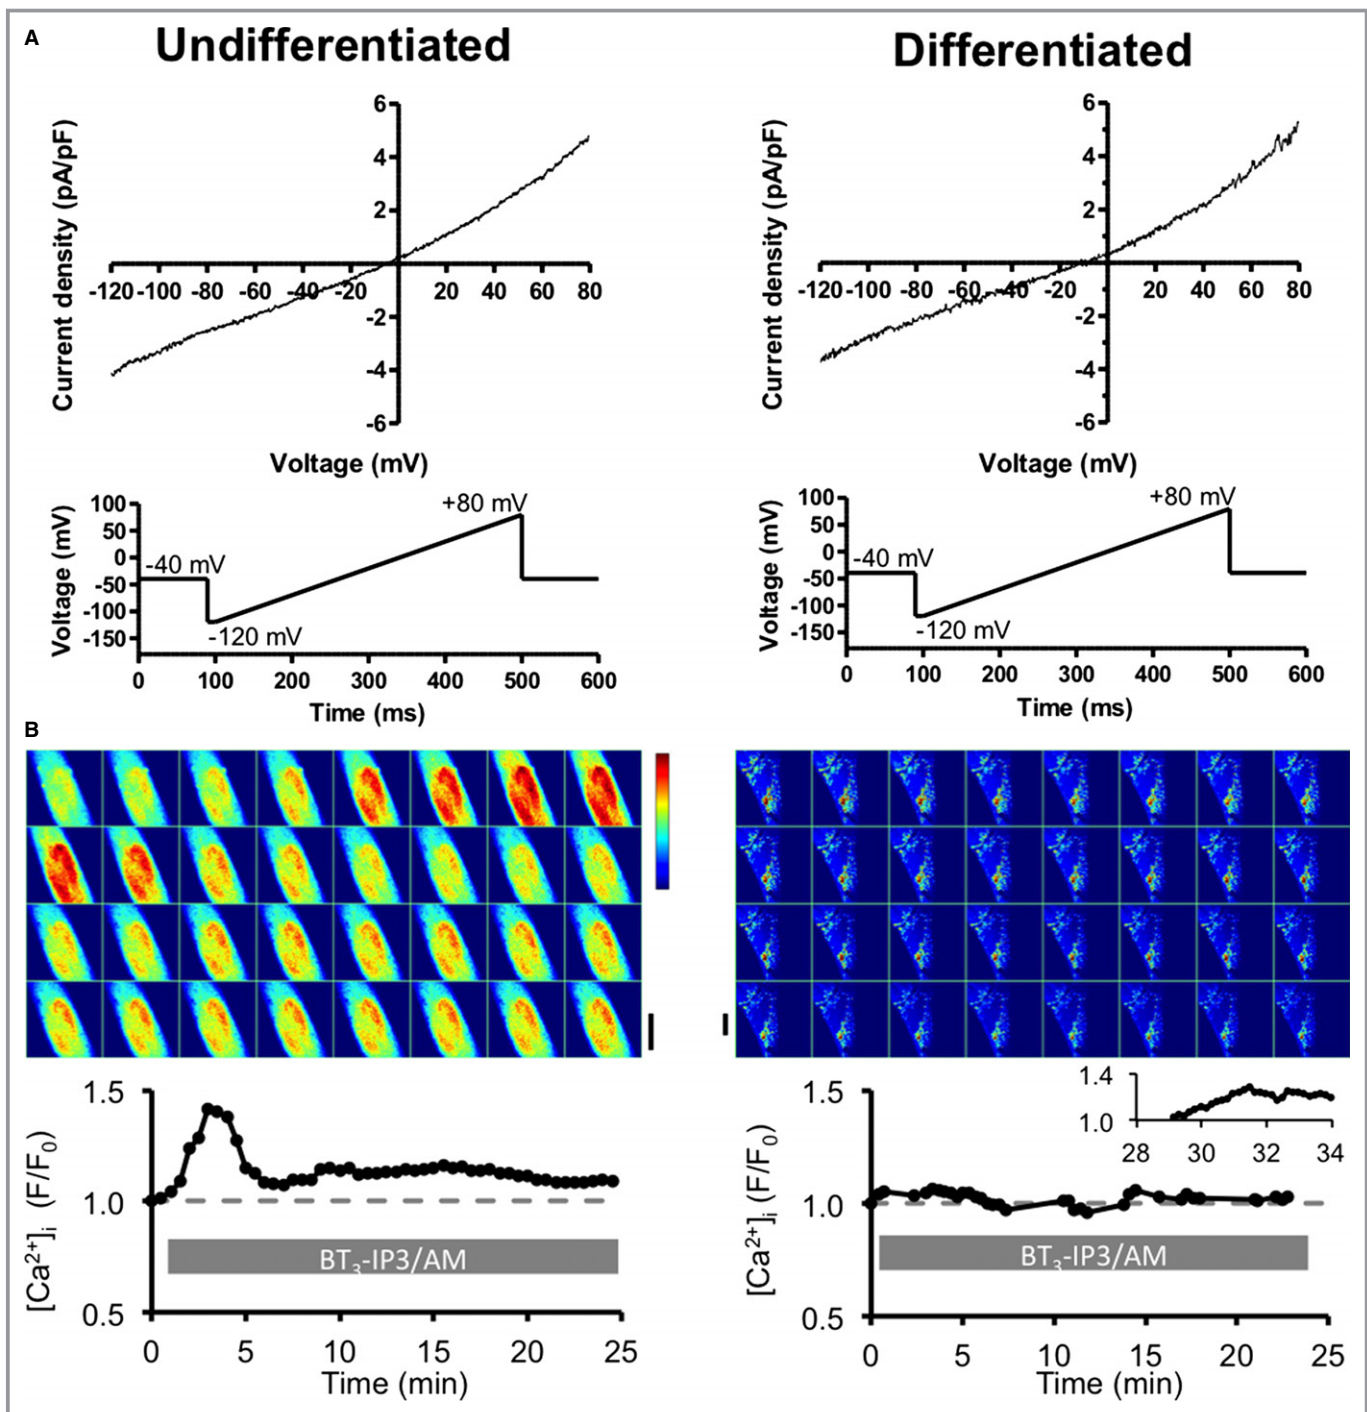 A
Undifferentiated
Differentiated
Current density (pA/pF)
6
4
2
-2
-4
-6
-120 -100 -80 -60 -40 -20 20 40 60 80
Voltage (mV)
Current density (pA/pF)
6
4
2
-2
-4
-6
-120 -100 -80 -60 -40 -20 20 40 60 80
Voltage (mV)
Voltage (mV)
100
50
0
-50
-100
-150
-40 mV
+80 mV
-120 mV
0 100 200 300 400 500 600
Time (ms)
Voltage (mV)
100
50
0
-50
-100
-150
-40 mV
+80 mV
-120 mV
0 100 200 300 400 500 600
Time (ms)
B
[Ca²⁺]ᵢ (F/F₀)
1.5
1.0
0.5
BT₃-IP3/AM
0 5 10 15 20 25
Time (min)
[Ca²⁺]ᵢ (F/F₀)
1.5
1.0
0.5
1.4
1.0
28 30 32 34
BT₃-IP3/AM
0 5 10 15 20 25
Time (min)